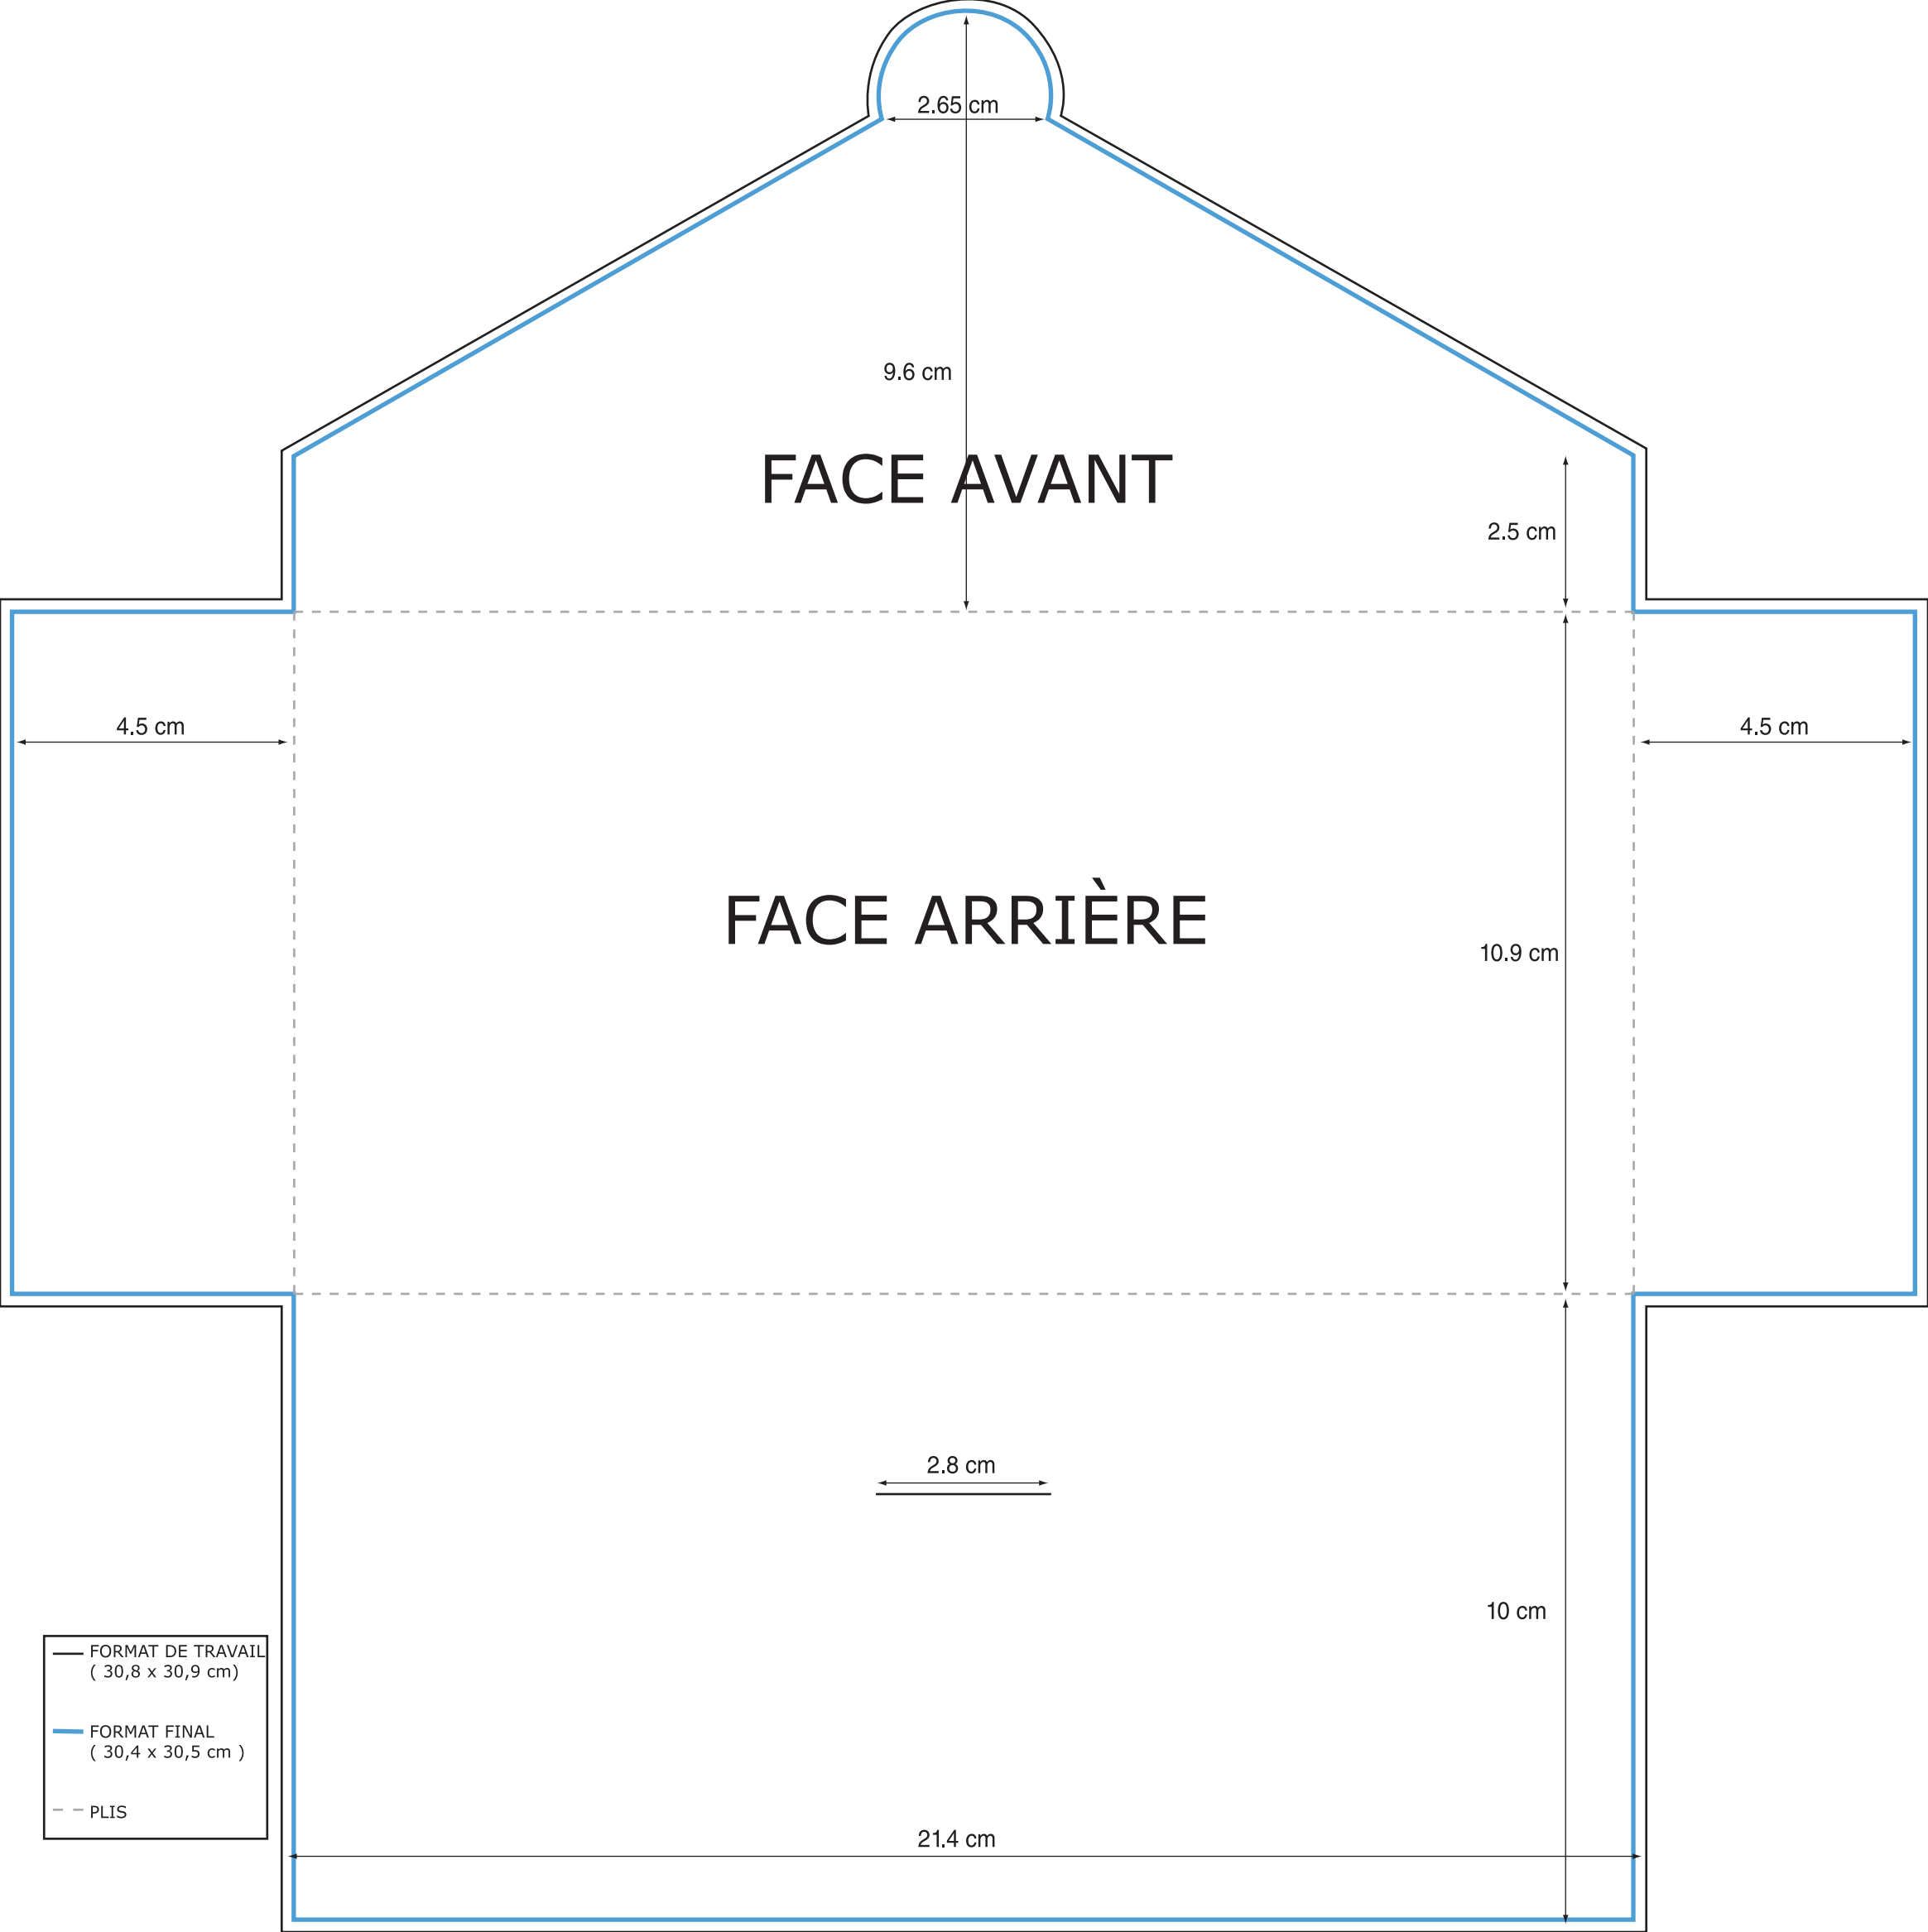 2.65 cm
9.6 cm
FACE AVANT
2.5 cm
4.5 cm
4.5 cm
FACE ARRIÈRE
10.9 cm
2.8 cm
10 cm
FORMAT DE TRAVAIL
( 30,8 x 30,9 cm)
FORMAT FINAL
( 30,4 x 30,5 cm )
PLIS
21.4 cm